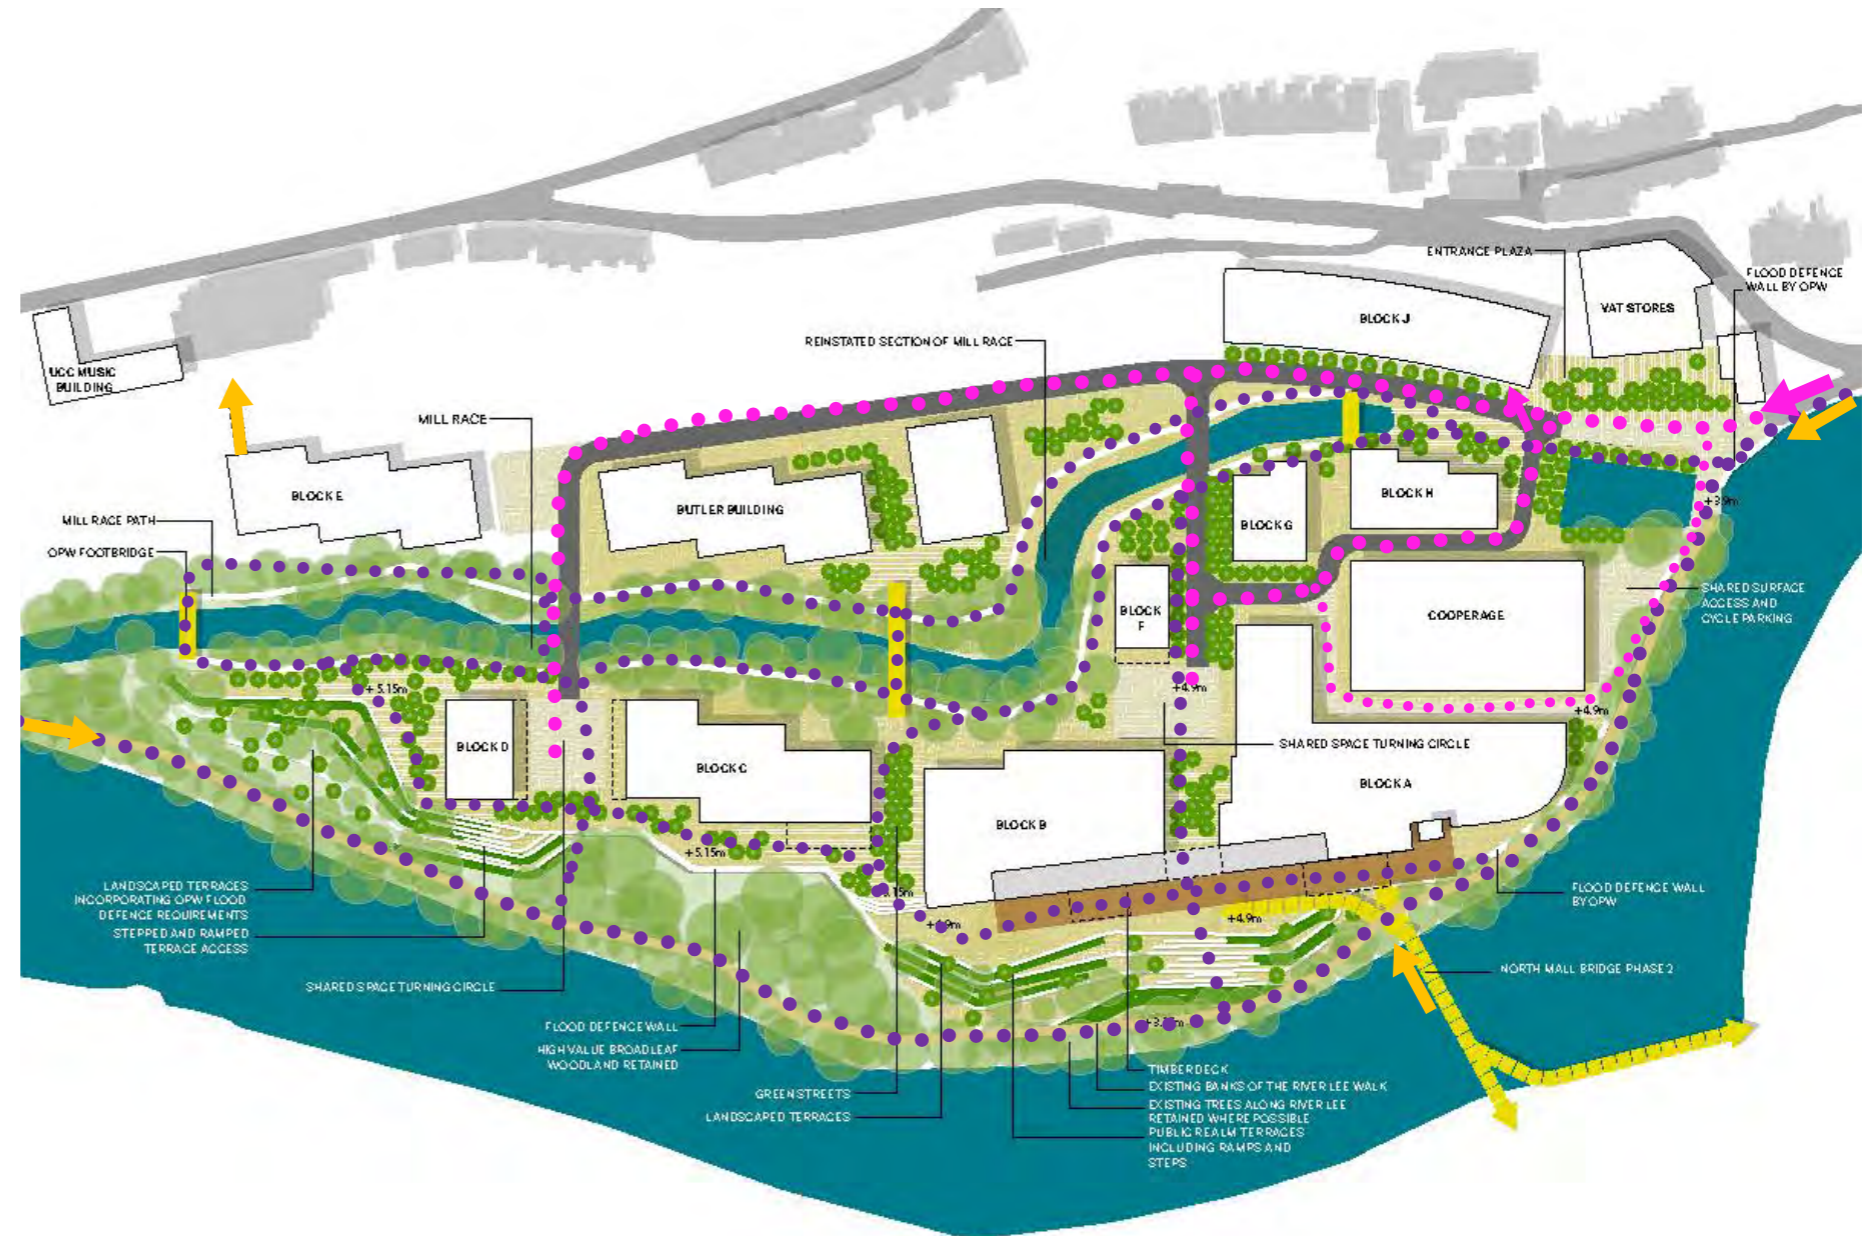 ENTRANCE PLAZA
FLOOD DEFENCE
WALL BY OPW
VAT STORES
BLOCK J
REINSTATED SECTION OF MILL RACE
UCC MUSIC
BUILDING
MILL RACE
BLOCK E
BUTLER BUILDING
BLOCK H
BLOCK G
MILL RACE PATH
OPW FOOTBRIDGE
BLOCK
F
COOPERAGE
SHARED SURFACE
ACCESS AND
CYCLE PARKING
+ 5.15m
+4.9m
+4.9m
BLOCK D
BLOCK C
SHARED SPACE TURNING CIRCLE
BLOCK A
BLOCK B
+5.15m
LANDSCAPED TERRACES
INCORPORATING OPW FLOOD
DEFENCE REQUIREMENTS
STEPPED AND RAMPED
TERRACE ACCESS
FLOOD DEFENCE WALL
BY OPW
+4.9m
+4.9m
NORTH MALL BRIDGE PHASE 2
SHARED SPACE TURNING CIRCLE
FLOOD DEFENCE WALL
HIGH VALUE BROADLEAF
WOODLAND RETAINED
GREEN STREETS
LANDSCAPED TERRACES
TIMBER DECK
EXISTING BANKS OF THE RIVER LEE WALK
EXISTING TREES ALONG RIVER LEE
RETAINED WHERE POSSIBLE
PUBLIC REALM TERRACES
INCLUDING RAMPS AND
STEPS